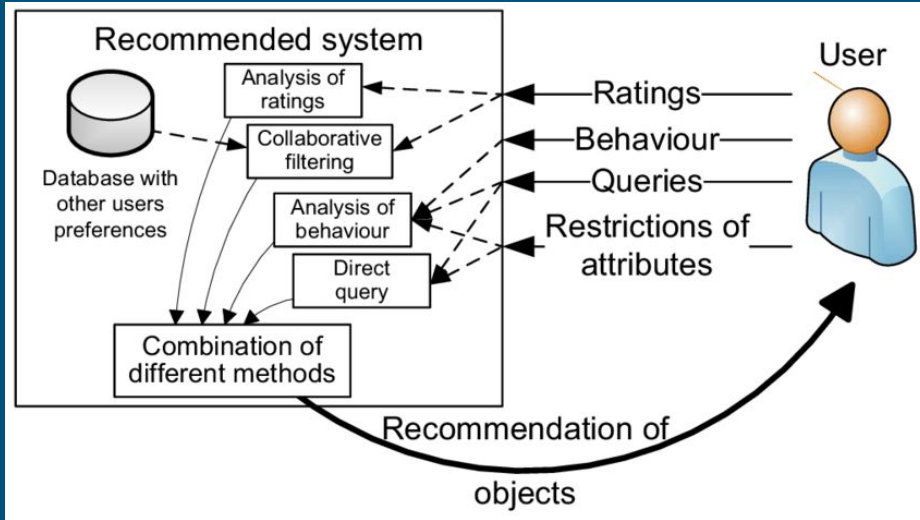 Recommended system
User
Analysis of
ratings
Ratings
Collaborative
filtering
Behaviour
Database with
other users
preferences
Queries
Analysis of
behaviour
Restrictions of
attributes
Direct
query
Combination of
different methods
Recommendation of
objects